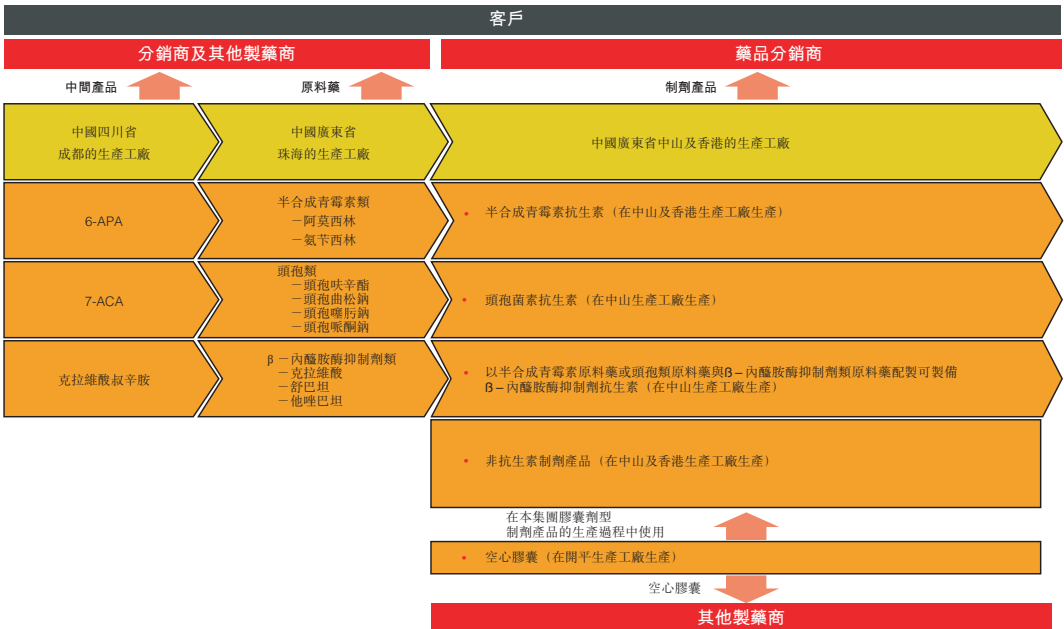 客戶
分銷商及其他製藥商
藥品分銷商
中間產品
原料藥
制劑產品
中國四川省
成都的生產工廠
中國廣東省
珠海的生產工廠
中國廣東省中山及香港的生產工廠
6-APA
半合成青霉素類
－阿莫西林
－氨苄西林
• 半合成青霉素抗生素（在中山及香港生產工廠生產）
7-ACA
頭孢類
－頭孢呋辛酯
－頭孢曲松鈉
－頭孢噻肟鈉
－頭孢哌酮鈉
• 頭孢菌素抗生素（在中山生產工廠生產）
克拉維酸叔辛胺
β－內醯胺酶抑制劑類
－克拉維酸
－舒巴坦
－他唑巴坦
• 以半合成青霉素原料藥或頭孢類原料藥與ß－內醯胺酶抑制劑類原料藥配製可製備
ß－內醯胺酶抑制劑抗生素（在中山生產工廠生產）
• 非抗生素制劑產品（在中山及香港生產工廠生產）
在本集團膠囊劑型
制劑產品的生產過程中使用
• 空心膠囊（在開平生產工廠生產）
空心膠囊
其他製藥商